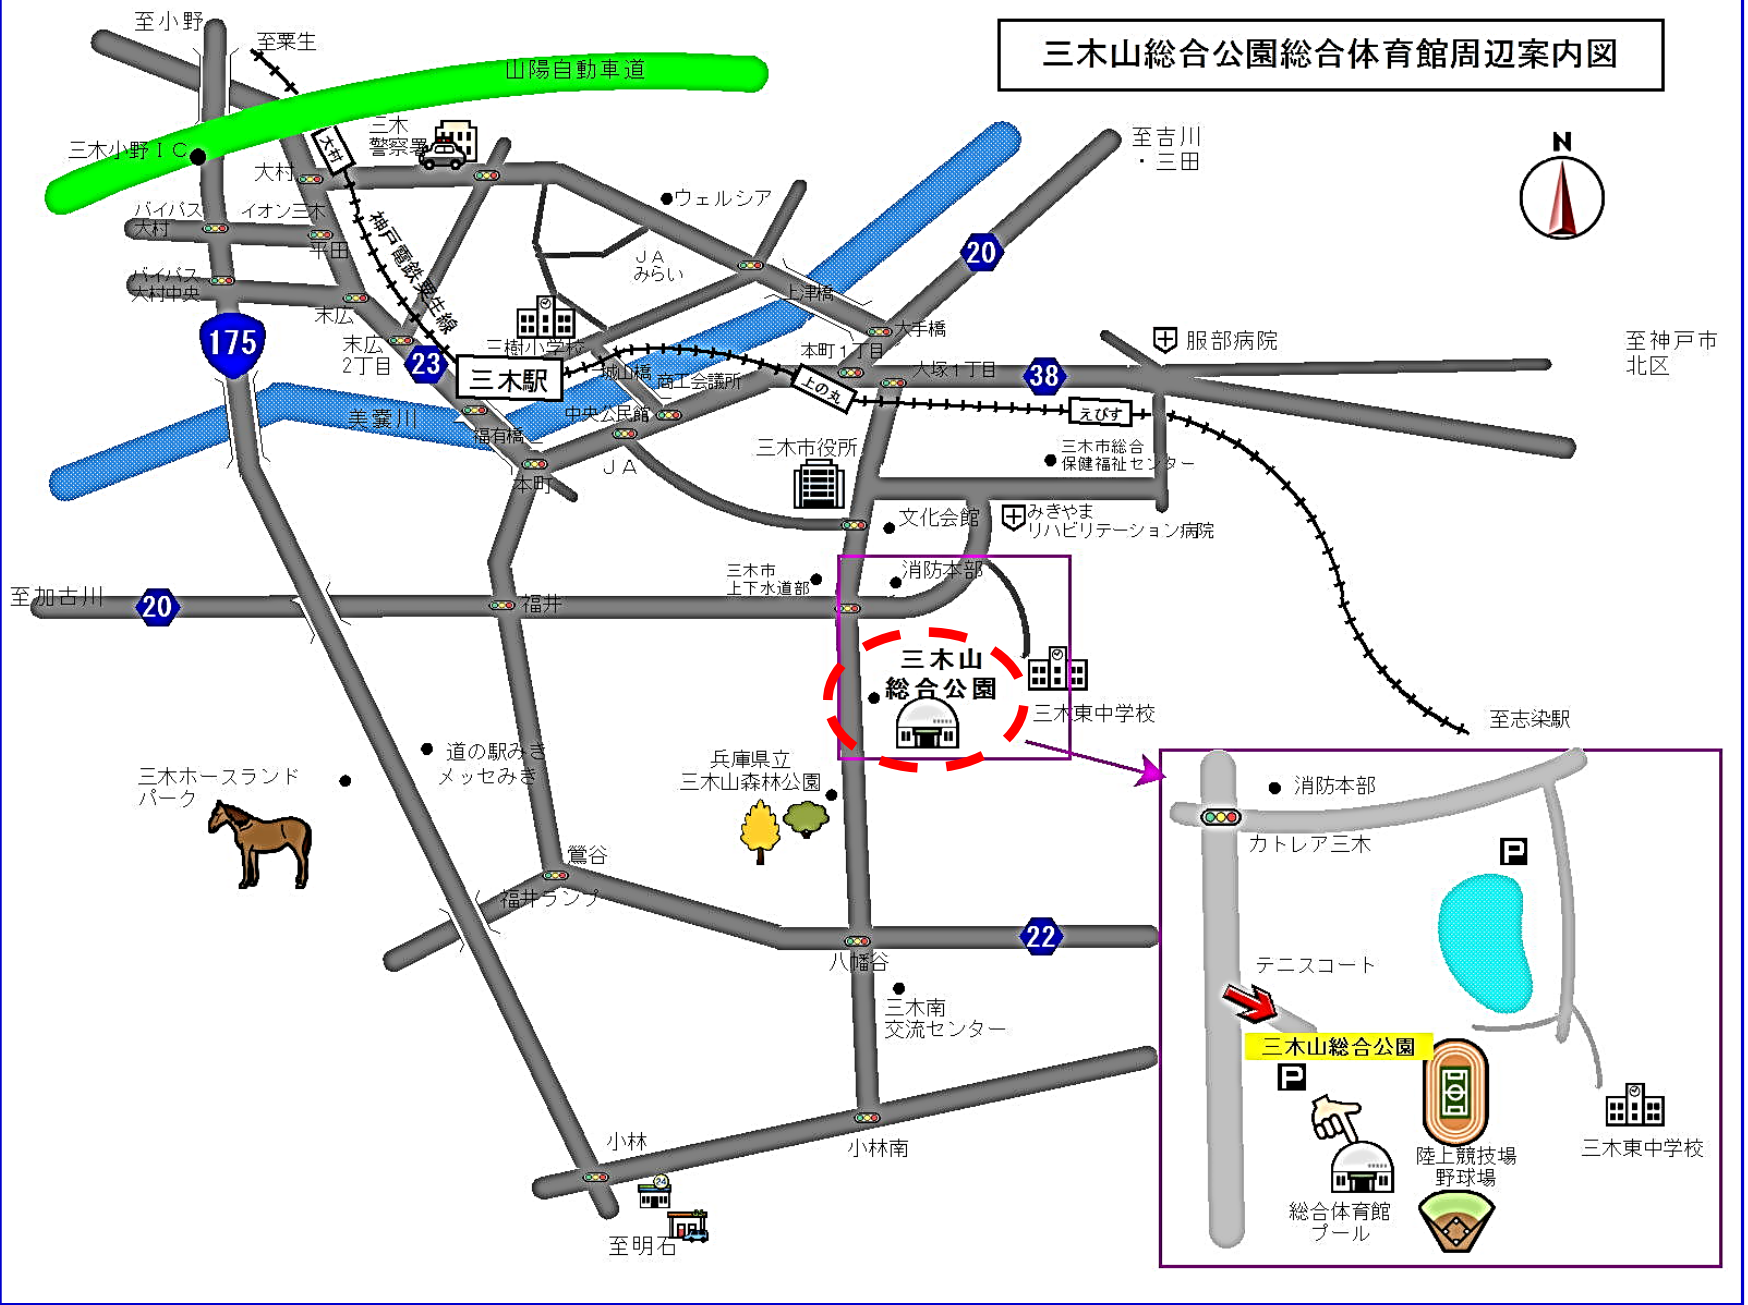 三木山総合公園総合体育館周辺案内図
至小野
至粟生
山陽自動車道
三木
警察署
三木小野ＩＣ
大村
大村
至吉川
・三田
N
バイパス
大村
イオン三木
平田
神戸電鉄粟生線
ウェルシア
ＪＡ
みらい
20
バイパス
大村中央
末広
上津橋
大手橋
175
末広
2丁目
23
三樹小学校
三木駅
城山橋
商工会議所
本町１丁目
大塚１丁目
38
服部病院
至神戸市
北区
上の丸
えびす
美嚢川
福有橋
中央公民館
ＪＡ
本町
三木市役所
三木市総合
保健福祉センター
文化会館
みきやま
リハビリテーション病院
三木市
上下水道部
消防本部
至加古川
20
福井
三木山
総合公園
三木東中学校
至志染駅
道の駅みき
メッセみき
三木ホースランド
パーク
兵庫県立
三木山森林公園
鶯谷
福井ランプ
22
八幡谷
三木南
交流センター
小林
小林南
24
至明石
消防本部
カトレア三木
P
テニスコート
三木山総合公園
P
陸上競技場
野球場
三木東中学校
総合体育館
プール